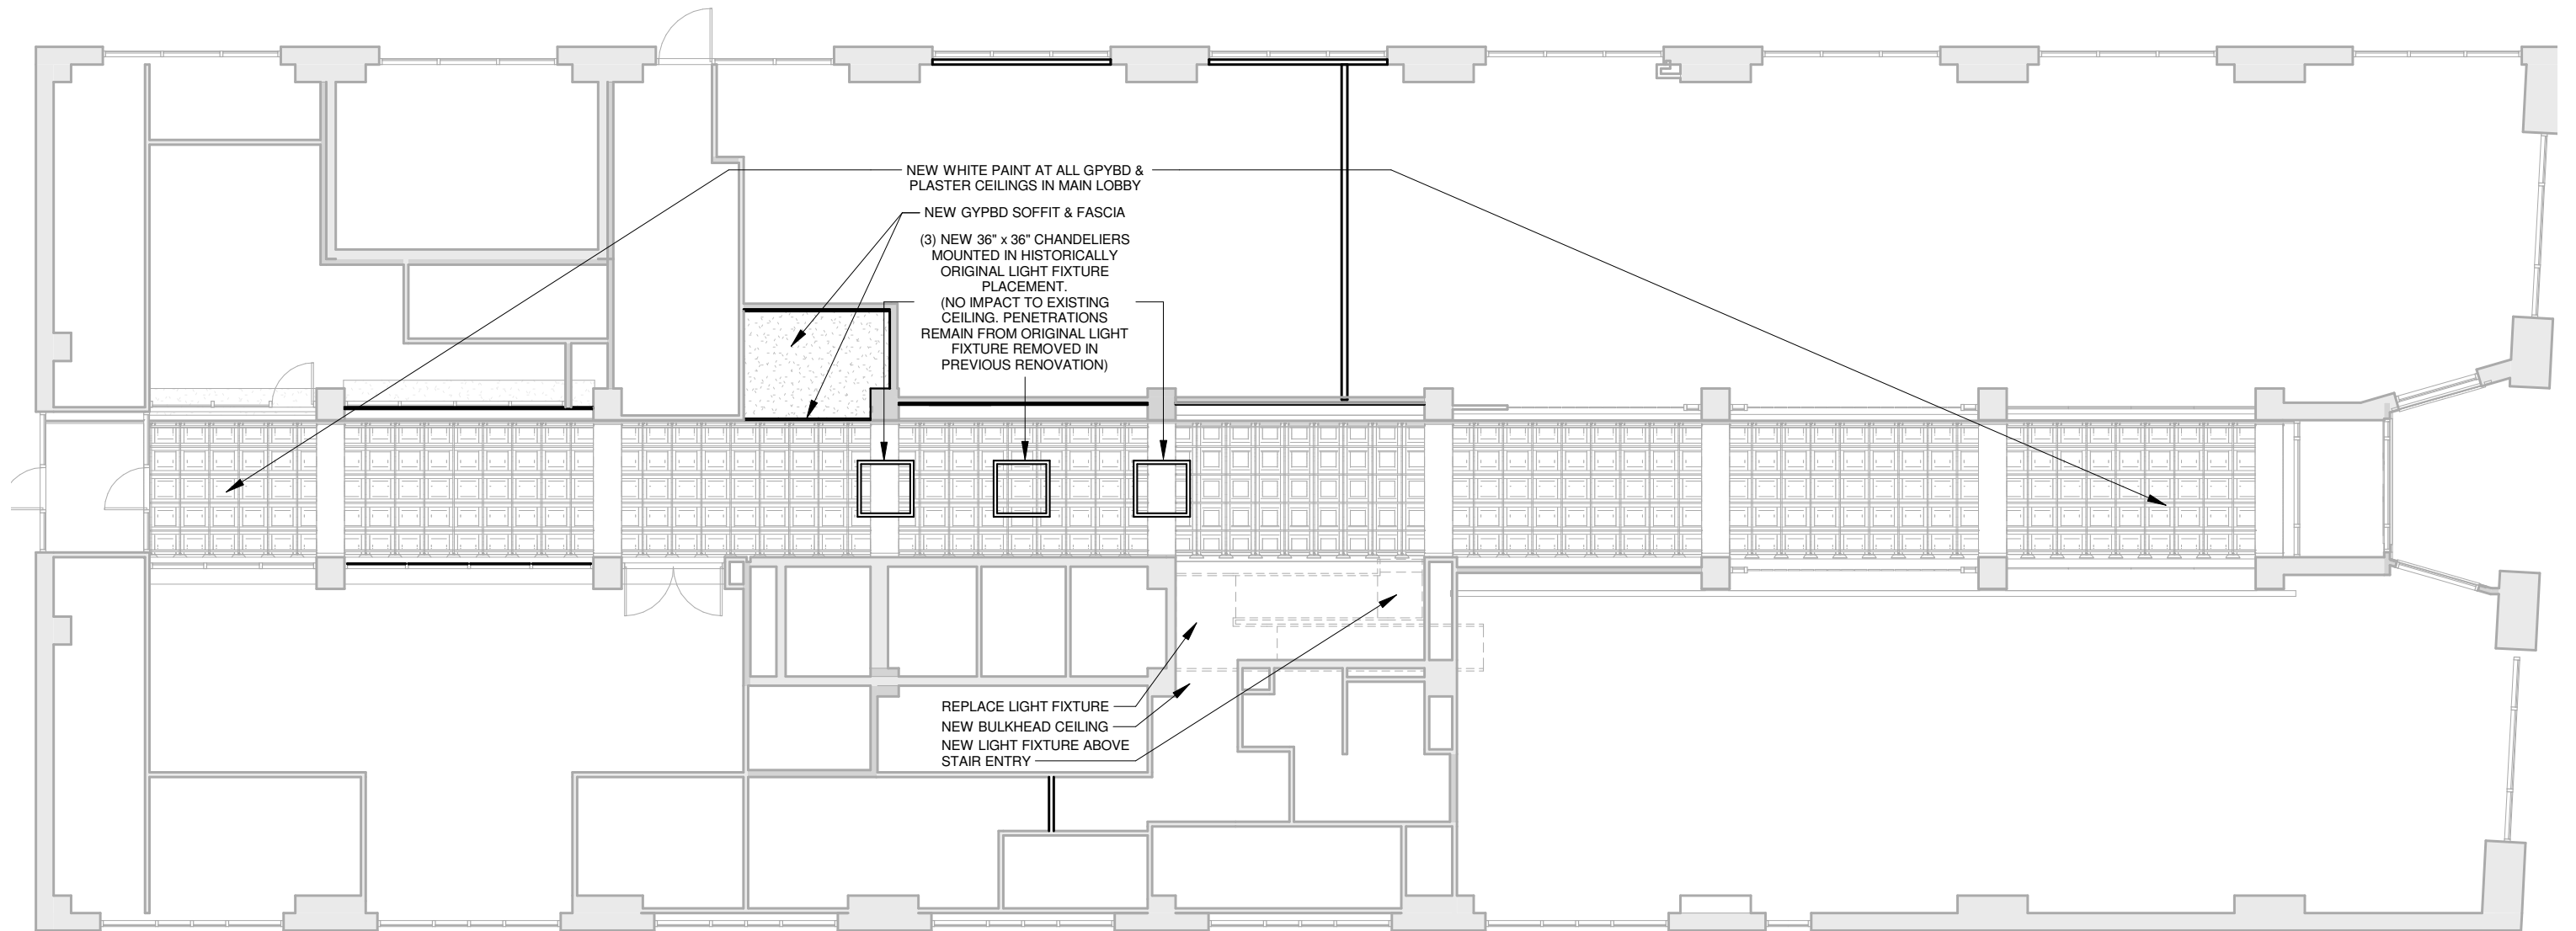 NEW WHITE PAINT AT ALL GPYBD &
PLASTER CEILINGS IN MAIN LOBBY
NEW GYPBD SOFFIT & FASCIA
(3) NEW 36" x 36" CHANDELIERS
MOUNTED IN HISTORICALLY
ORIGINAL LIGHT FIXTURE
PLACEMENT.
(NO IMPACT TO EXISTING
CEILING. PENETRATIONS
REMAIN FROM ORIGINAL LIGHT
FIXTURE REMOVED IN
PREVIOUS RENOVATION)
REPLACE LIGHT FIXTURE
NEW BULKHEAD CEILING
NEW LIGHT FIXTURE ABOVE
STAIR ENTRY